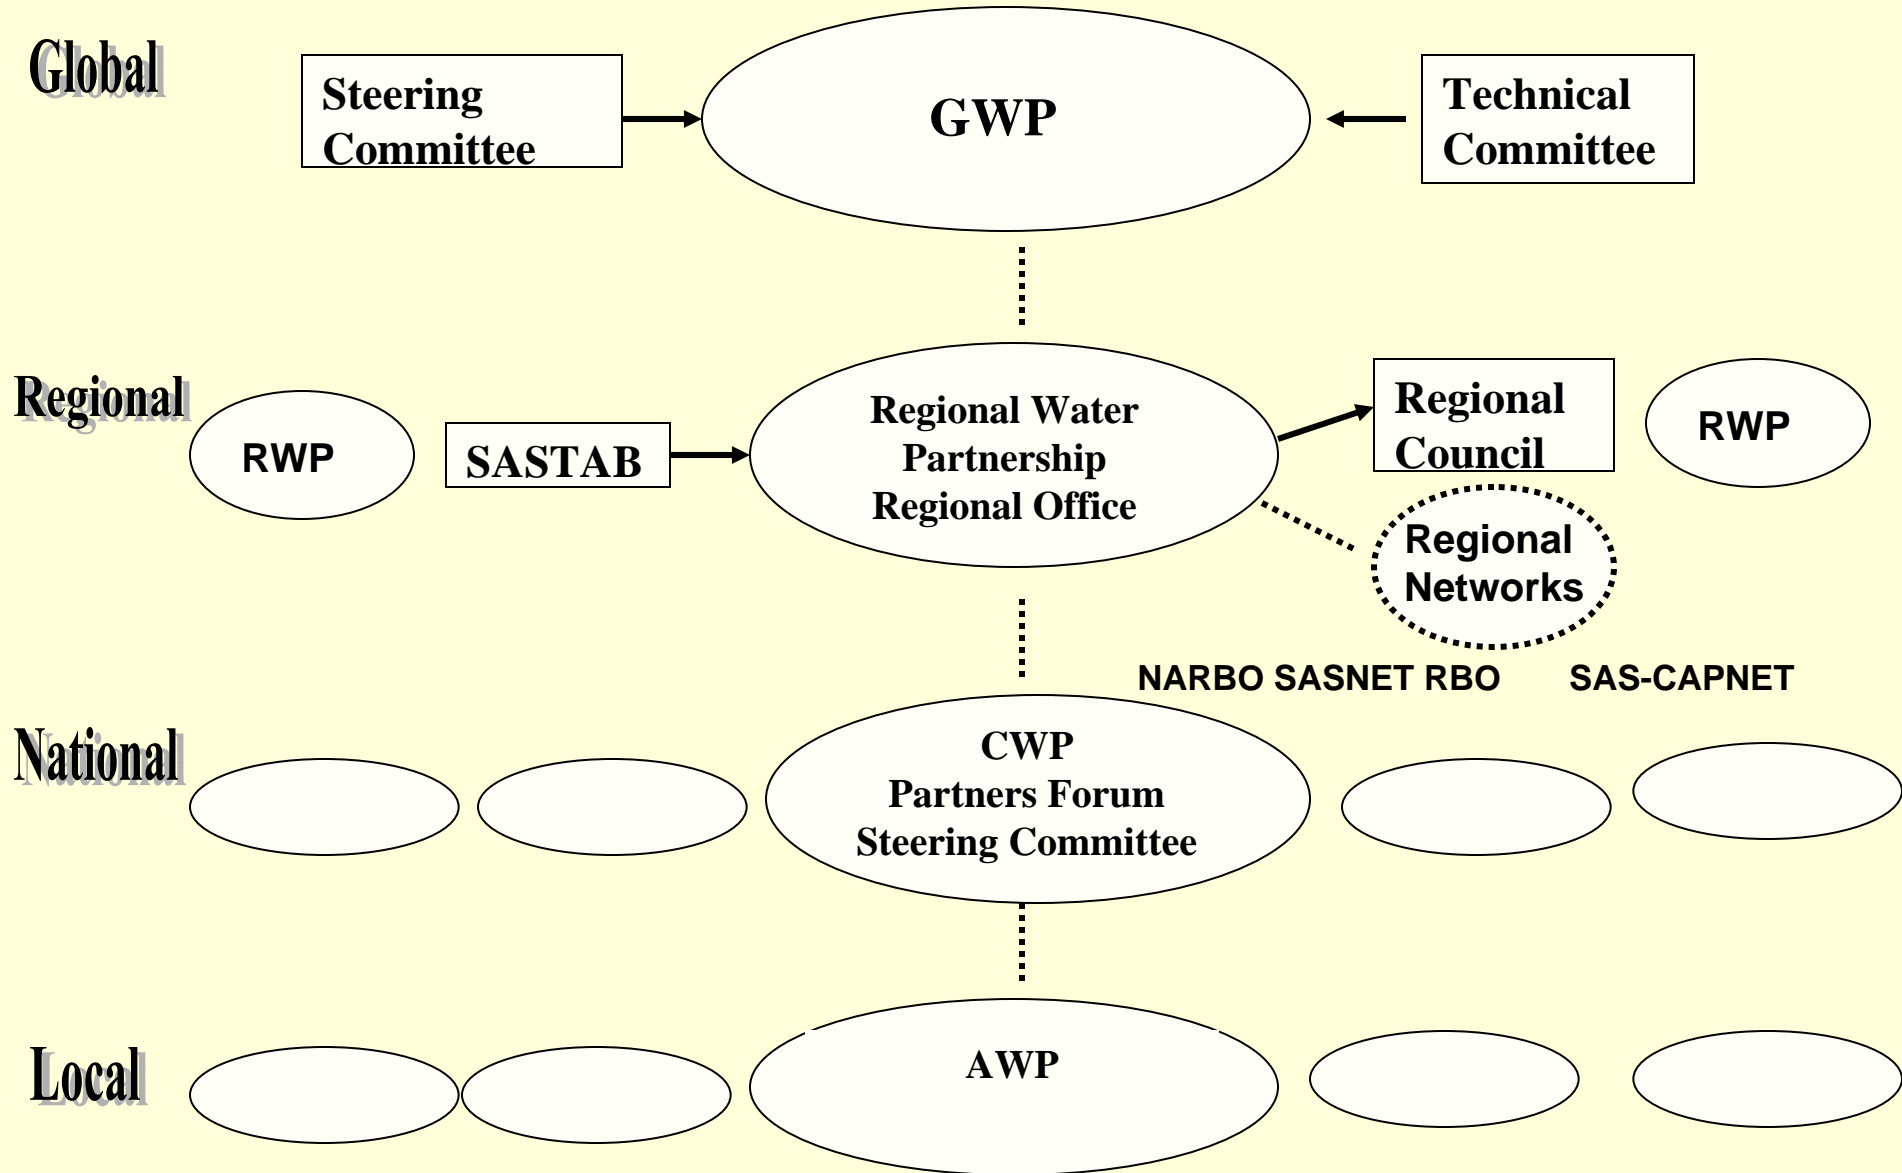 Global
Steering
Committee
GWP
Technical
Committee
Regional
RWP
SASTAB
Regional Water
Partnership
Regional Office
Regional
Council
RWP
Regional
Networks
NARBO SASNET RBO SAS-CAPNET
National
CWP
Partners Forum
Steering Committee
Local
AWP